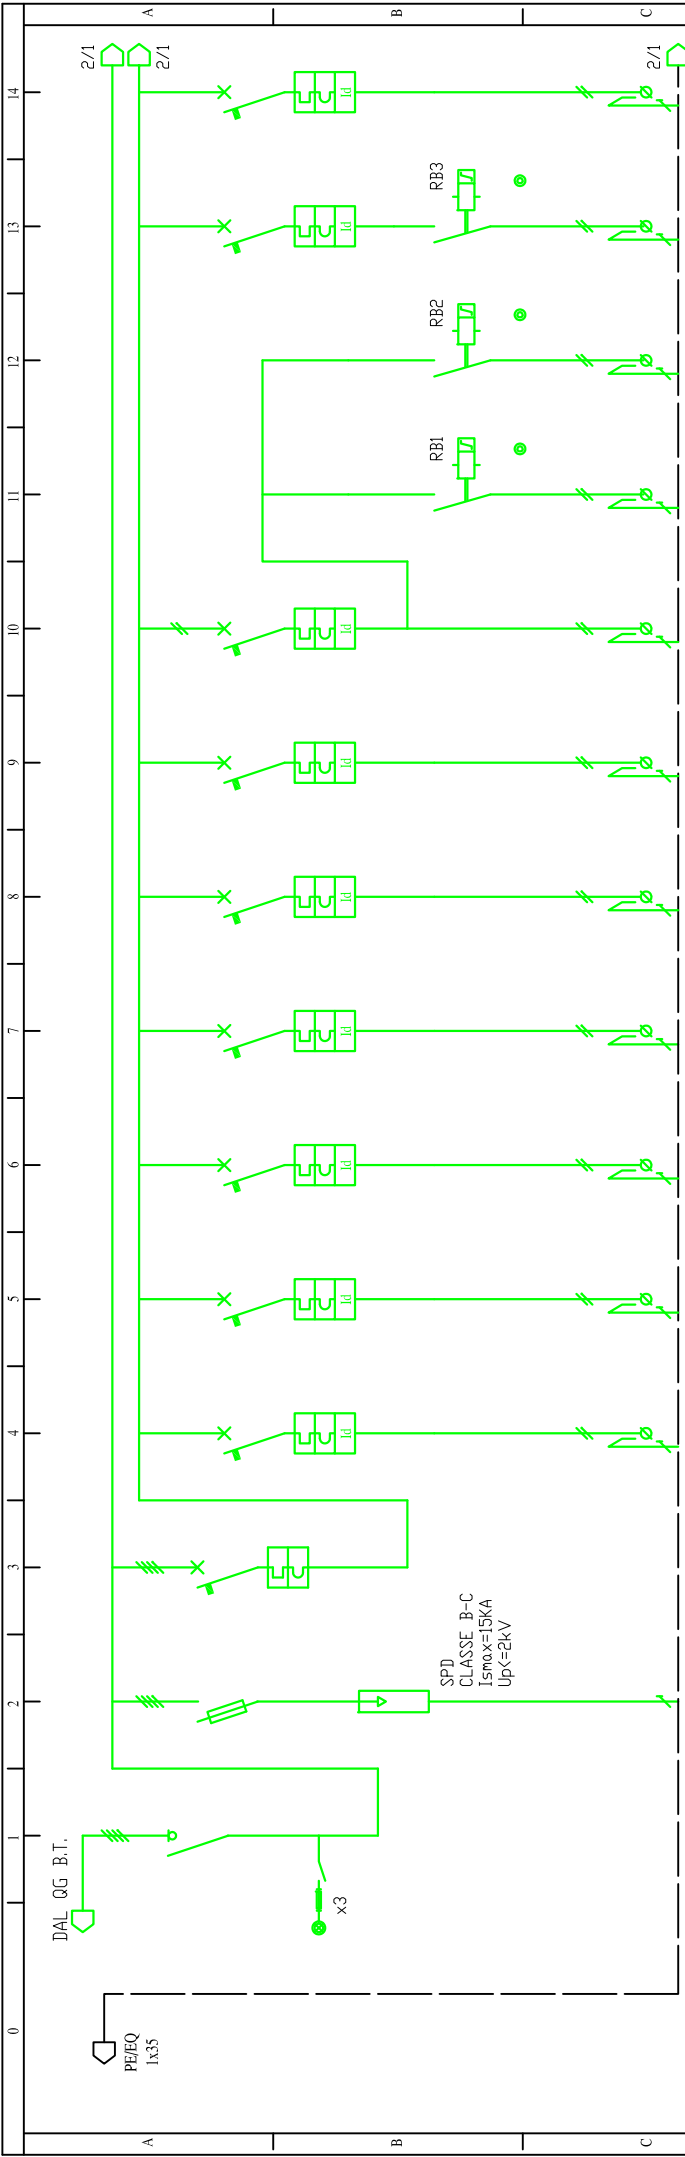 0
1
2
3
4
5
6
7
8
9
10
11
12
13
14
A
A
B
B
C
C
PE/EQ
1x35
DAL QG B.T.
x3
SPD
CLASSE B-C
Ismax=15KA
Up<=2kV
RB1
RB2
RB3
2/1
2/1
2/1
Id
Id
Id
Id
Id
Id
Id
Id
Id